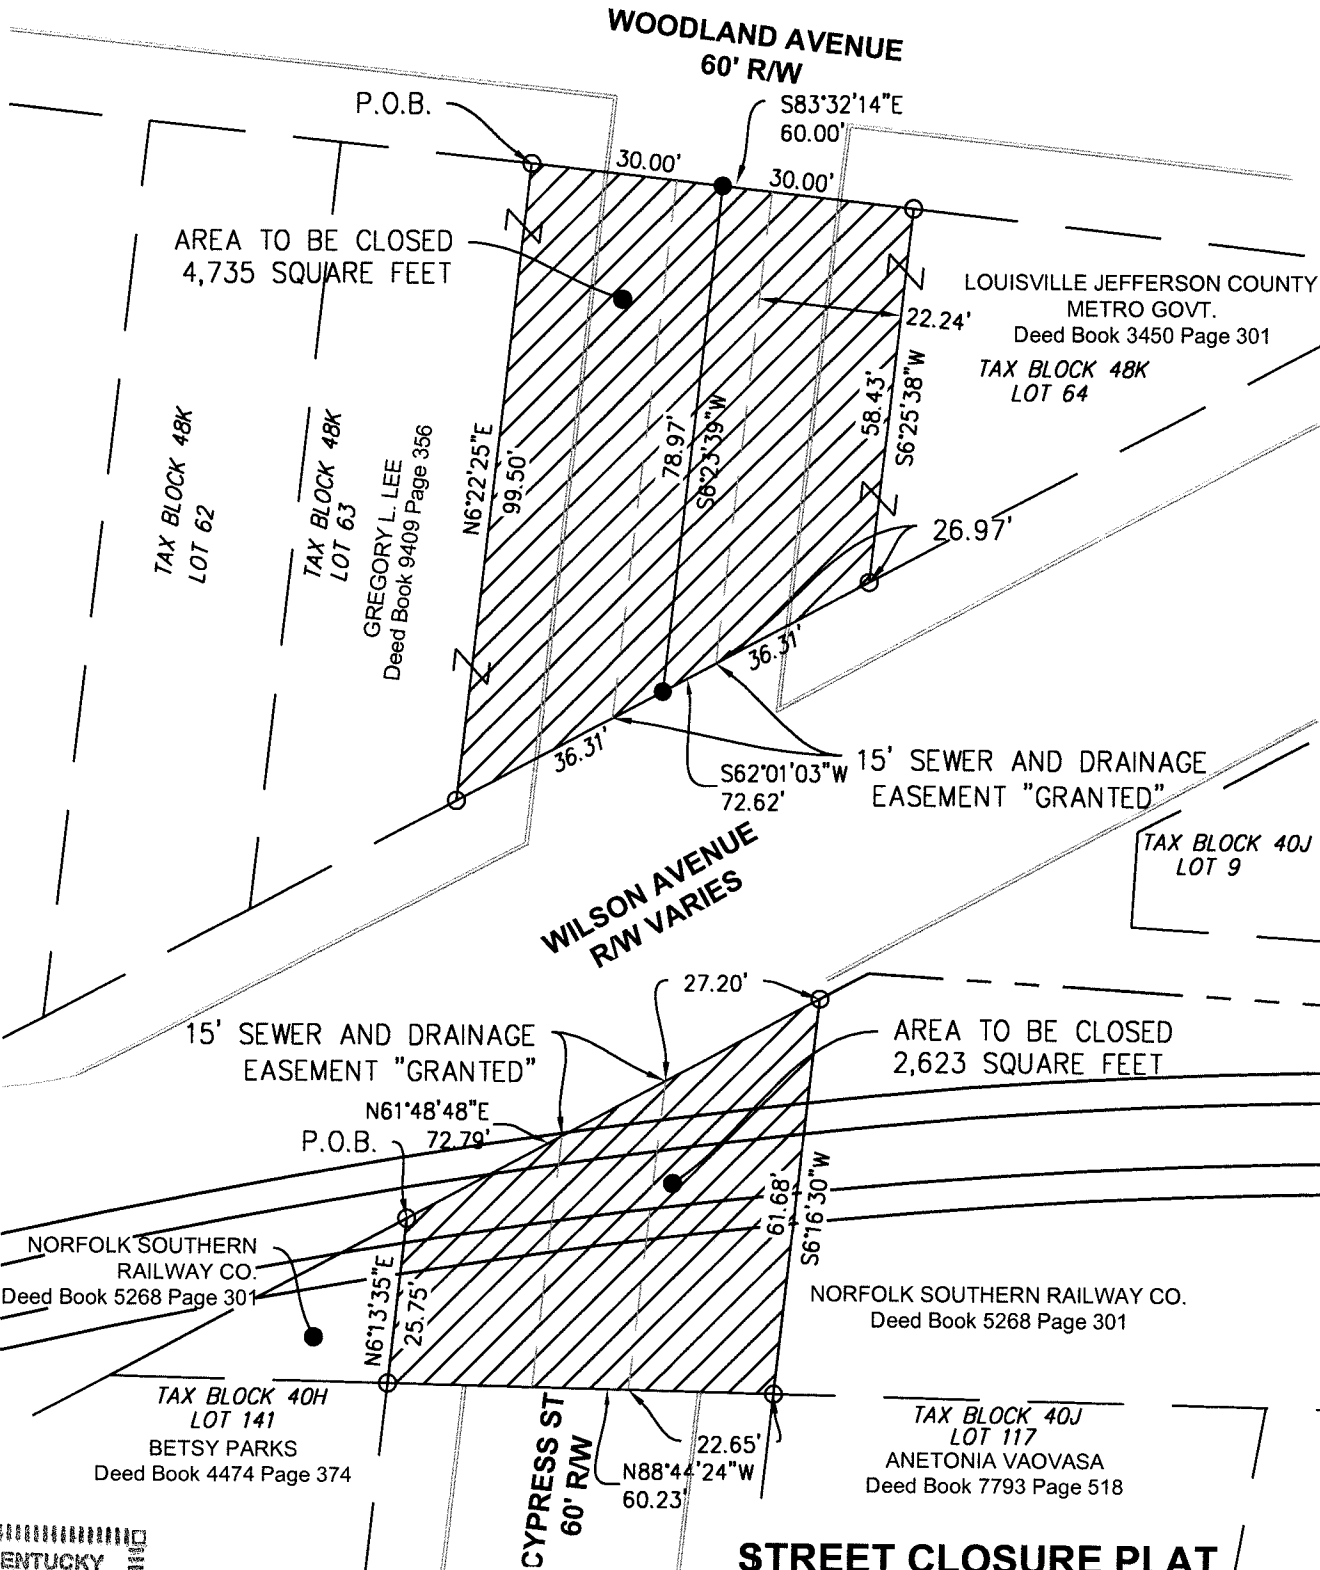 WOODLAND AVENUE
60' R/W
P.O.B.
S83°32'14"E
60.00'
30.00'
30.00'
AREA TO BE CLOSED
4,735 SQUARE FEET
LOUISVILLE JEFFERSON COUNTY
METRO GOVT.
Deed Book 3450 Page 301
22.24'
TAX BLOCK 48K
LOT 64
58.43'
S6°25'38"W
78.97'
S6°23'39"W
N6°22'25"E
99.50'
TAX BLOCK 48K
LOT 62
TAX BLOCK 48K
LOT 63
GREGORY L. LEE
Deed Book 9409 Page 356
26.97'
36.31'
36.31'
S62°01'03"W
72.62'
15' SEWER AND DRAINAGE
EASEMENT "GRANTED"
TAX BLOCK 40J
LOT 9
WILSON AVENUE
R/W VARIES
27.20'
15' SEWER AND DRAINAGE
EASEMENT "GRANTED"
AREA TO BE CLOSED
2,623 SQUARE FEET
N61°48'48"E
72.79'
P.O.B.
61.68'
S6°16'30"W
NORFOLK SOUTHERN
RAILWAY CO.
Deed Book 5268 Page 301
N6°13'35"E
25.75'
NORFOLK SOUTHERN RAILWAY CO.
Deed Book 5268 Page 301
TAX BLOCK 40H
LOT 141
BETSY PARKS
Deed Book 4474 Page 374
CYPRESS ST
60' R/W
22.65'
N88°44'24"W
60.23'
TAX BLOCK 40J
LOT 117
ANETONIA VAOVASA
Deed Book 7793 Page 518
ENTUCKY
STREET CLOSURE PLAT